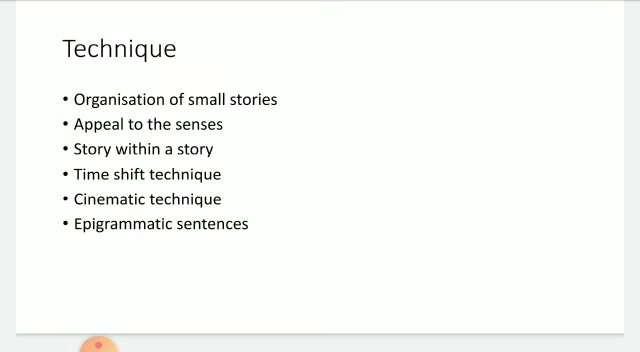 Technique
• Organisation of small stories
• Appeal to the senses
• Story within a story
• Time shift technique
• Cinematic technique
• Epigrammatic sentences